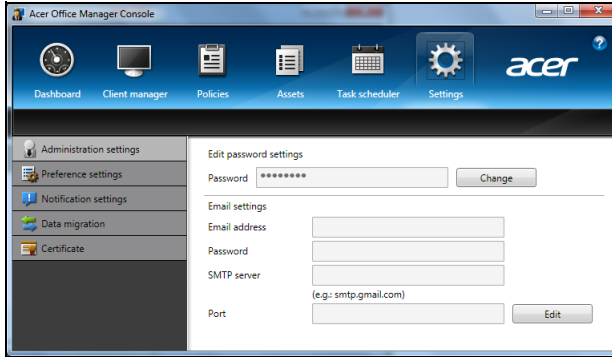 Acer Office Manager Console
Dashboard Client manager Policies Assets Task scheduler Settings acer ?
Administration settings
Preference settings
Notification settings
Data migration
Certificate
Edit password settings
Password ******** Change
Email settings
Email address
Password
SMTP server
(e.g.: smtp.gmail.com)
Port Edit